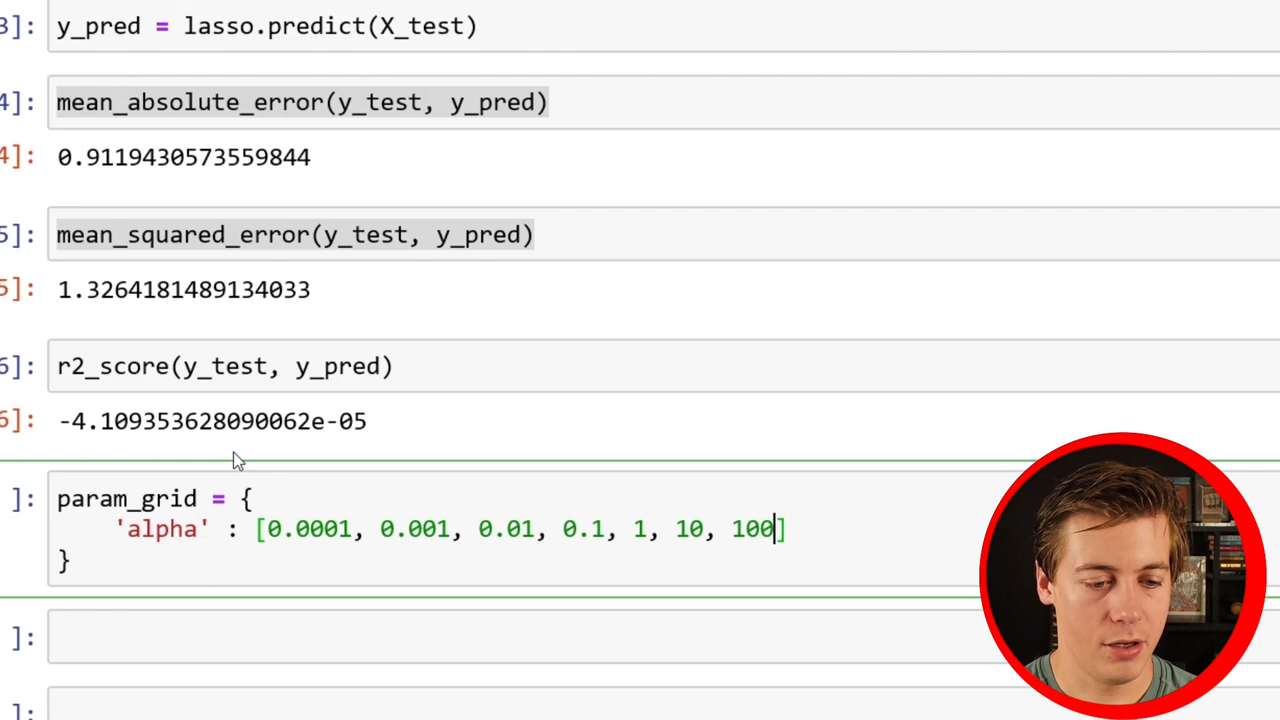 3]: y_pred = lasso.predict(X_test)
4]: mean_absolute_error(y_test, y_pred)
4]: 0.9119430573559844
5]: mean_squared_error(y_test, y_pred)
5]: 1.3264181489134033
6]: r2_score(y_test, y_pred)
6]: -4.109353628090062e-05
]: param_grid = {
'alpha' : [0.0001, 0.001, 0.01, 0.1, 1, 10, 100]
}
]:
]: